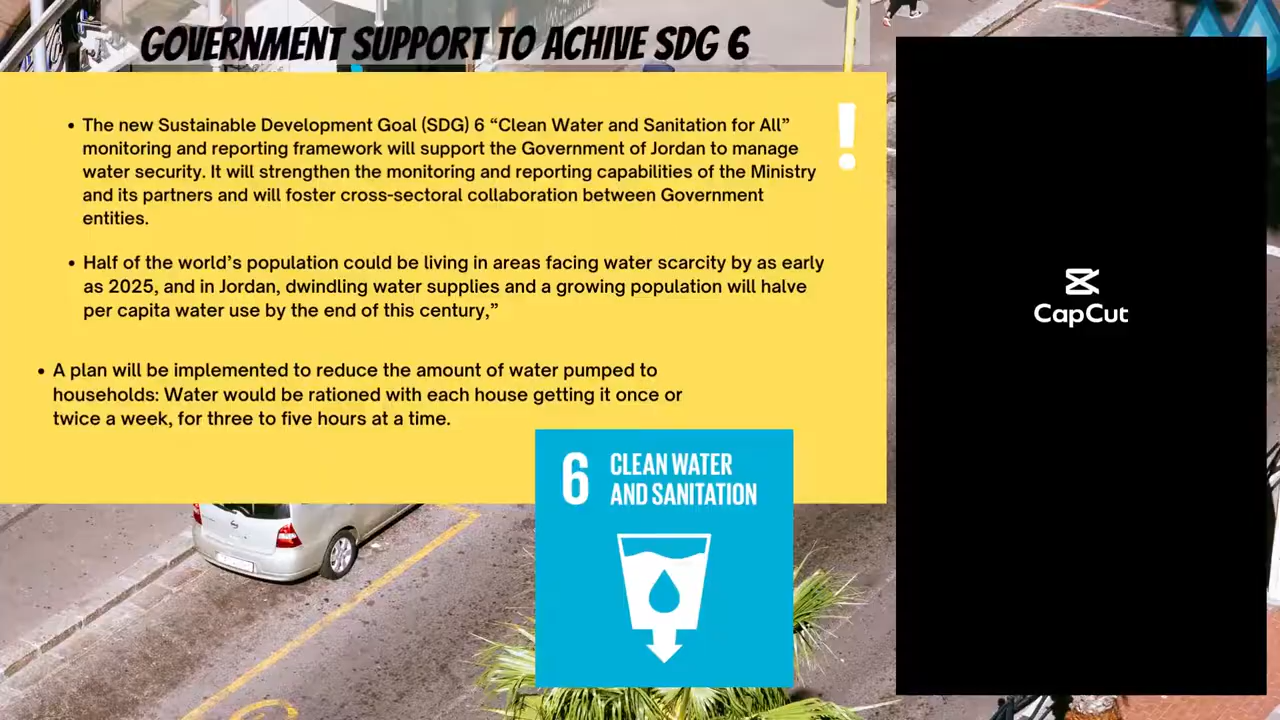 GOVERNMENT SUPPORT TO ACHIVE SDG 6
• The new Sustainable Development Goal (SDG) 6 “Clean Water and Sanitation for All”
monitoring and reporting framework will support the Government of Jordan to manage
water security. It will strengthen the monitoring and reporting capabilities of the Ministry
and its partners and will foster cross-sectoral collaboration between Government
entities.
• Half of the world’s population could be living in areas facing water scarcity by as early
as 2025, and in Jordan, dwindling water supplies and a growing population will halve
per capita water use by the end of this century,”
• A plan will be implemented to reduce the amount of water pumped to
households: Water would be rationed with each house getting it once or
twice a week, for three to five hours at a time.
!
6 CLEAN WATER
AND SANITATION
CapCut